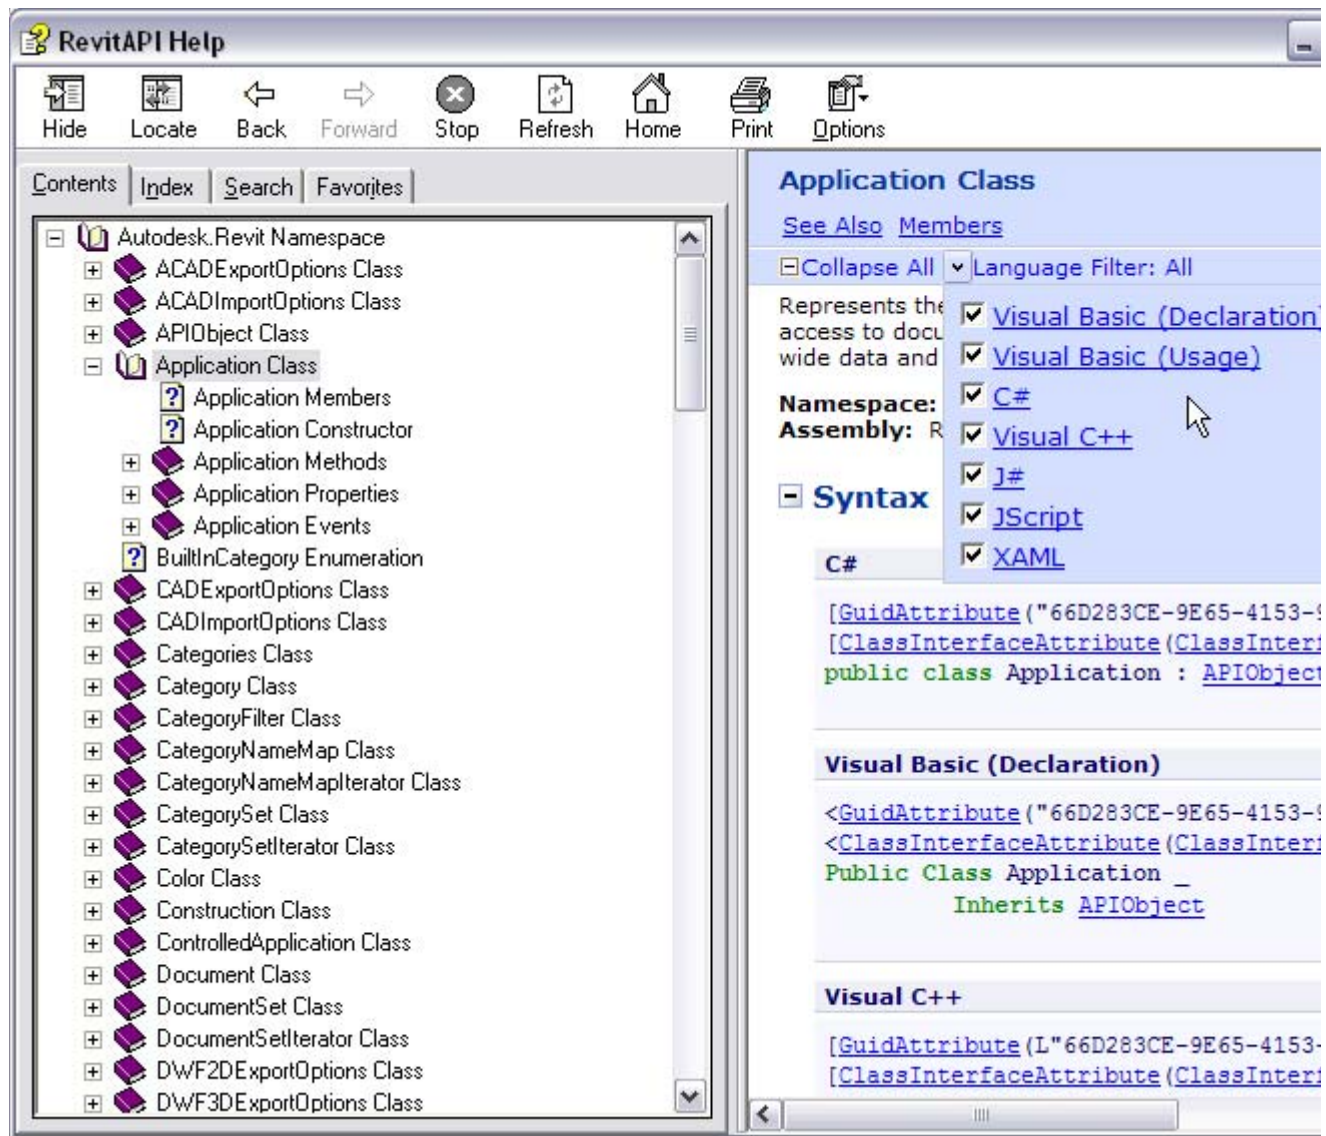 RevitAPI Help
Hide Locate Back Forward Stop Refresh Home Print Options
Contents Index Search Favorites
Autodesk.Revit Namespace
ACADExportOptions Class
ACADImportOptions Class
APIObject Class
Application Class
Application Members
Application Constructor
Application Methods
Application Properties
Application Events
BuiltInCategory Enumeration
CADExportOptions Class
CADImportOptions Class
Categories Class
Category Class
CategoryFilter Class
CategoryNameMap Class
CategoryNameMapIterator Class
CategorySet Class
CategorySetIterator Class
Color Class
Construction Class
ControlledApplication Class
Document Class
DocumentSet Class
DocumentSetIterator Class
DWF2DExportOptions Class
DWF3DExportOptions Class
Application Class
See Also Members
Collapse All Language Filter: All
Represents the
access to docu
wide data and
Namespace:
Assembly: R
Visual Basic (Declaration)
Visual Basic (Usage)
C#
Visual C++
J#
JScript
XAML
Syntax
C#
[GuidAttribute("66D283CE-9E65-4153-9
[ClassInterfaceAttribute(ClassInterf
public class Application : APIObject
Visual Basic (Declaration)
<GuidAttribute("66D283CE-9E65-4153-9
<ClassInterfaceAttribute(ClassInterf
Public Class Application _
Inherits APIObject
Visual C++
[GuidAttribute(L"66D283CE-9E65-4153-
[ClassInterfaceAttribute(ClassInterf